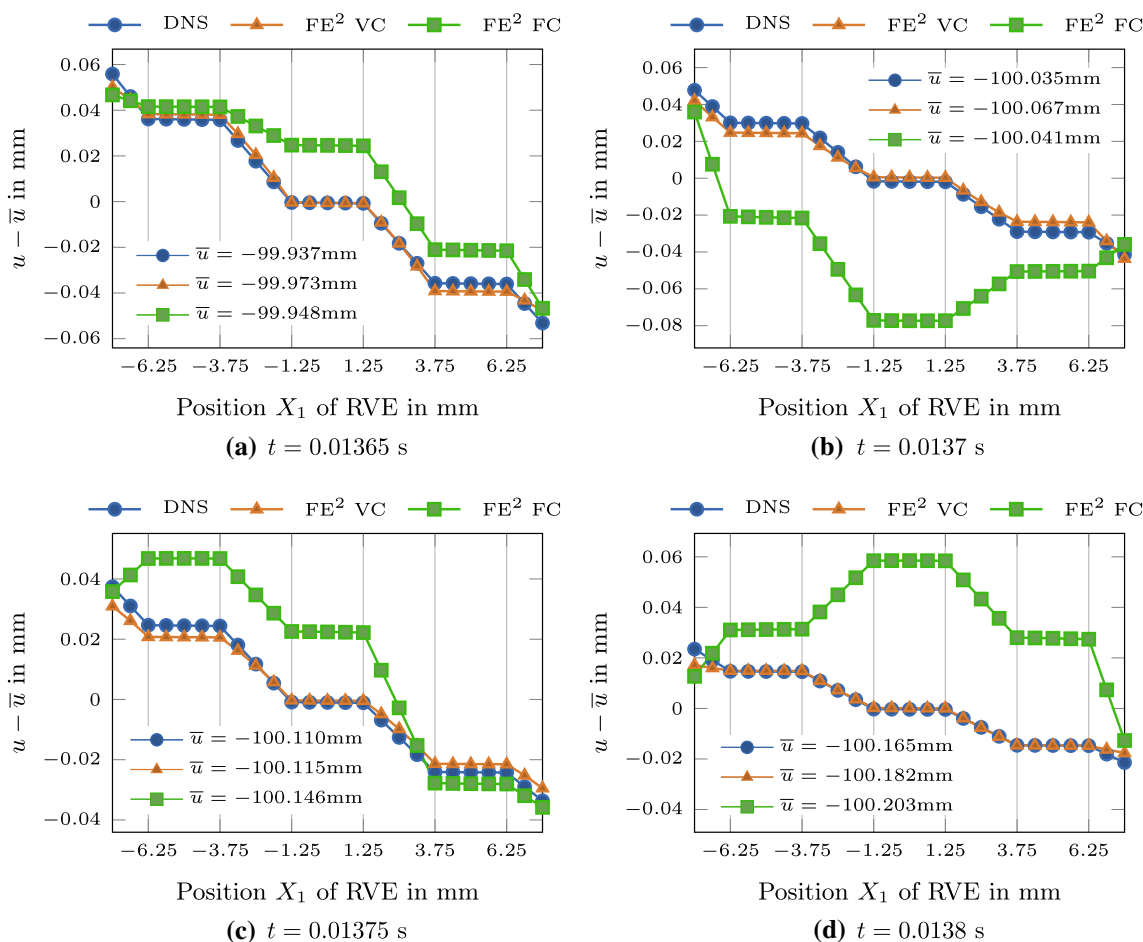 DNS FE² VC FE² FC
u − u̅ in mm
0.06
0.04
0.02
0
−0.02
−0.04
−0.06
u̅ = −99.937mm
u̅ = −99.973mm
u̅ = −99.948mm
−6.25 −3.75 −1.25 1.25 3.75 6.25
Position X₁ of RVE in mm
(a) t = 0.01365 s
DNS FE² VC FE² FC
u − u̅ in mm
0.06
0.04
0.02
0
−0.02
−0.04
−0.06
−0.08
u̅ = −100.035mm
u̅ = −100.067mm
u̅ = −100.041mm
−6.25 −3.75 −1.25 1.25 3.75 6.25
Position X₁ of RVE in mm
(b) t = 0.0137 s
DNS FE² VC FE² FC
u − u̅ in mm
0.04
0.02
0
−0.02
−0.04
u̅ = −100.110mm
u̅ = −100.115mm
u̅ = −100.146mm
−6.25 −3.75 −1.25 1.25 3.75 6.25
Position X₁ of RVE in mm
(c) t = 0.01375 s
DNS FE² VC FE² FC
u − u̅ in mm
0.06
0.04
0.02
0
−0.02
−0.04
u̅ = −100.165mm
u̅ = −100.182mm
u̅ = −100.203mm
−6.25 −3.75 −1.25 1.25 3.75 6.25
Position X₁ of RVE in mm
(d) t = 0.0138 s